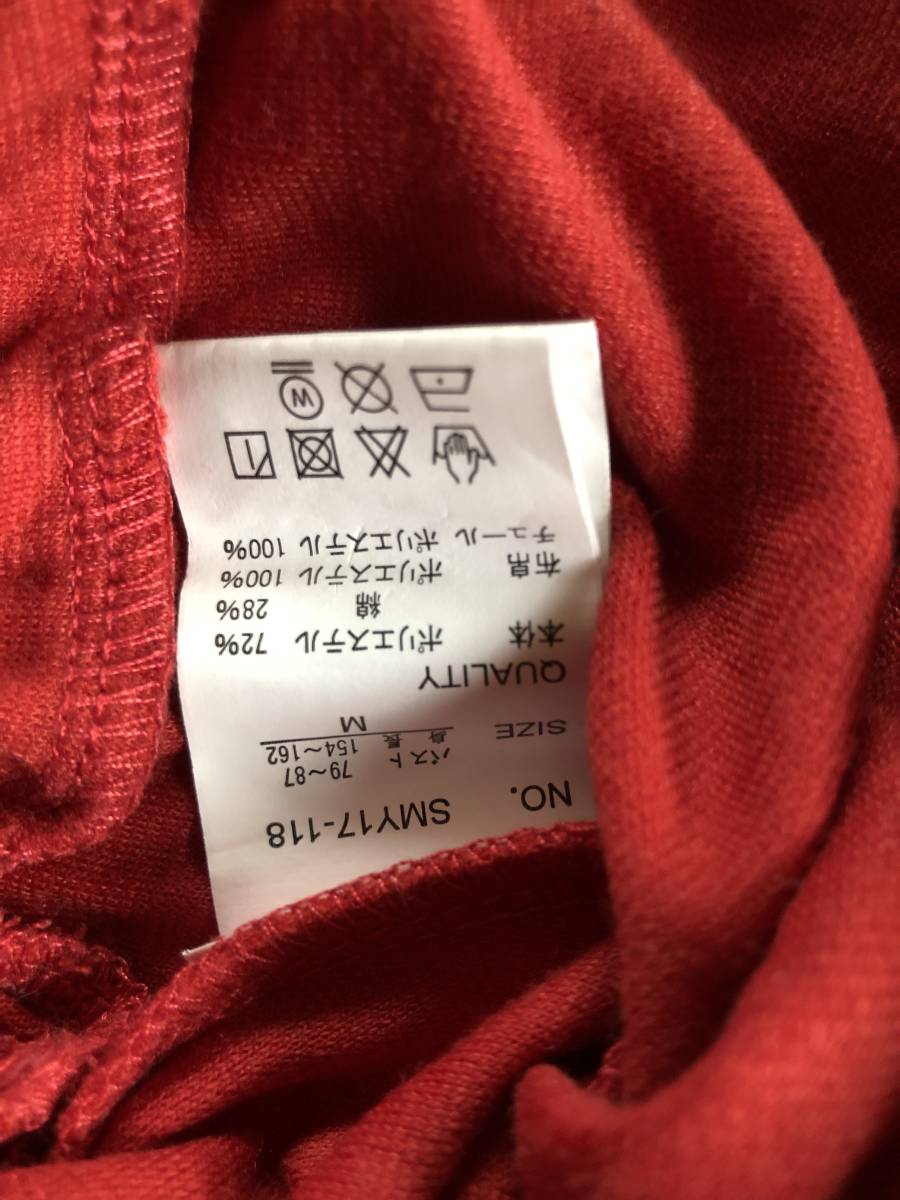 NO. SMY17-118
SIZE バスト 79～87
身長 154～162
M
QUALITY
本体 ポリエステル 72%
綿 28%
布帛 ポリエステル 100%
チュール ポリエステル 100%
W